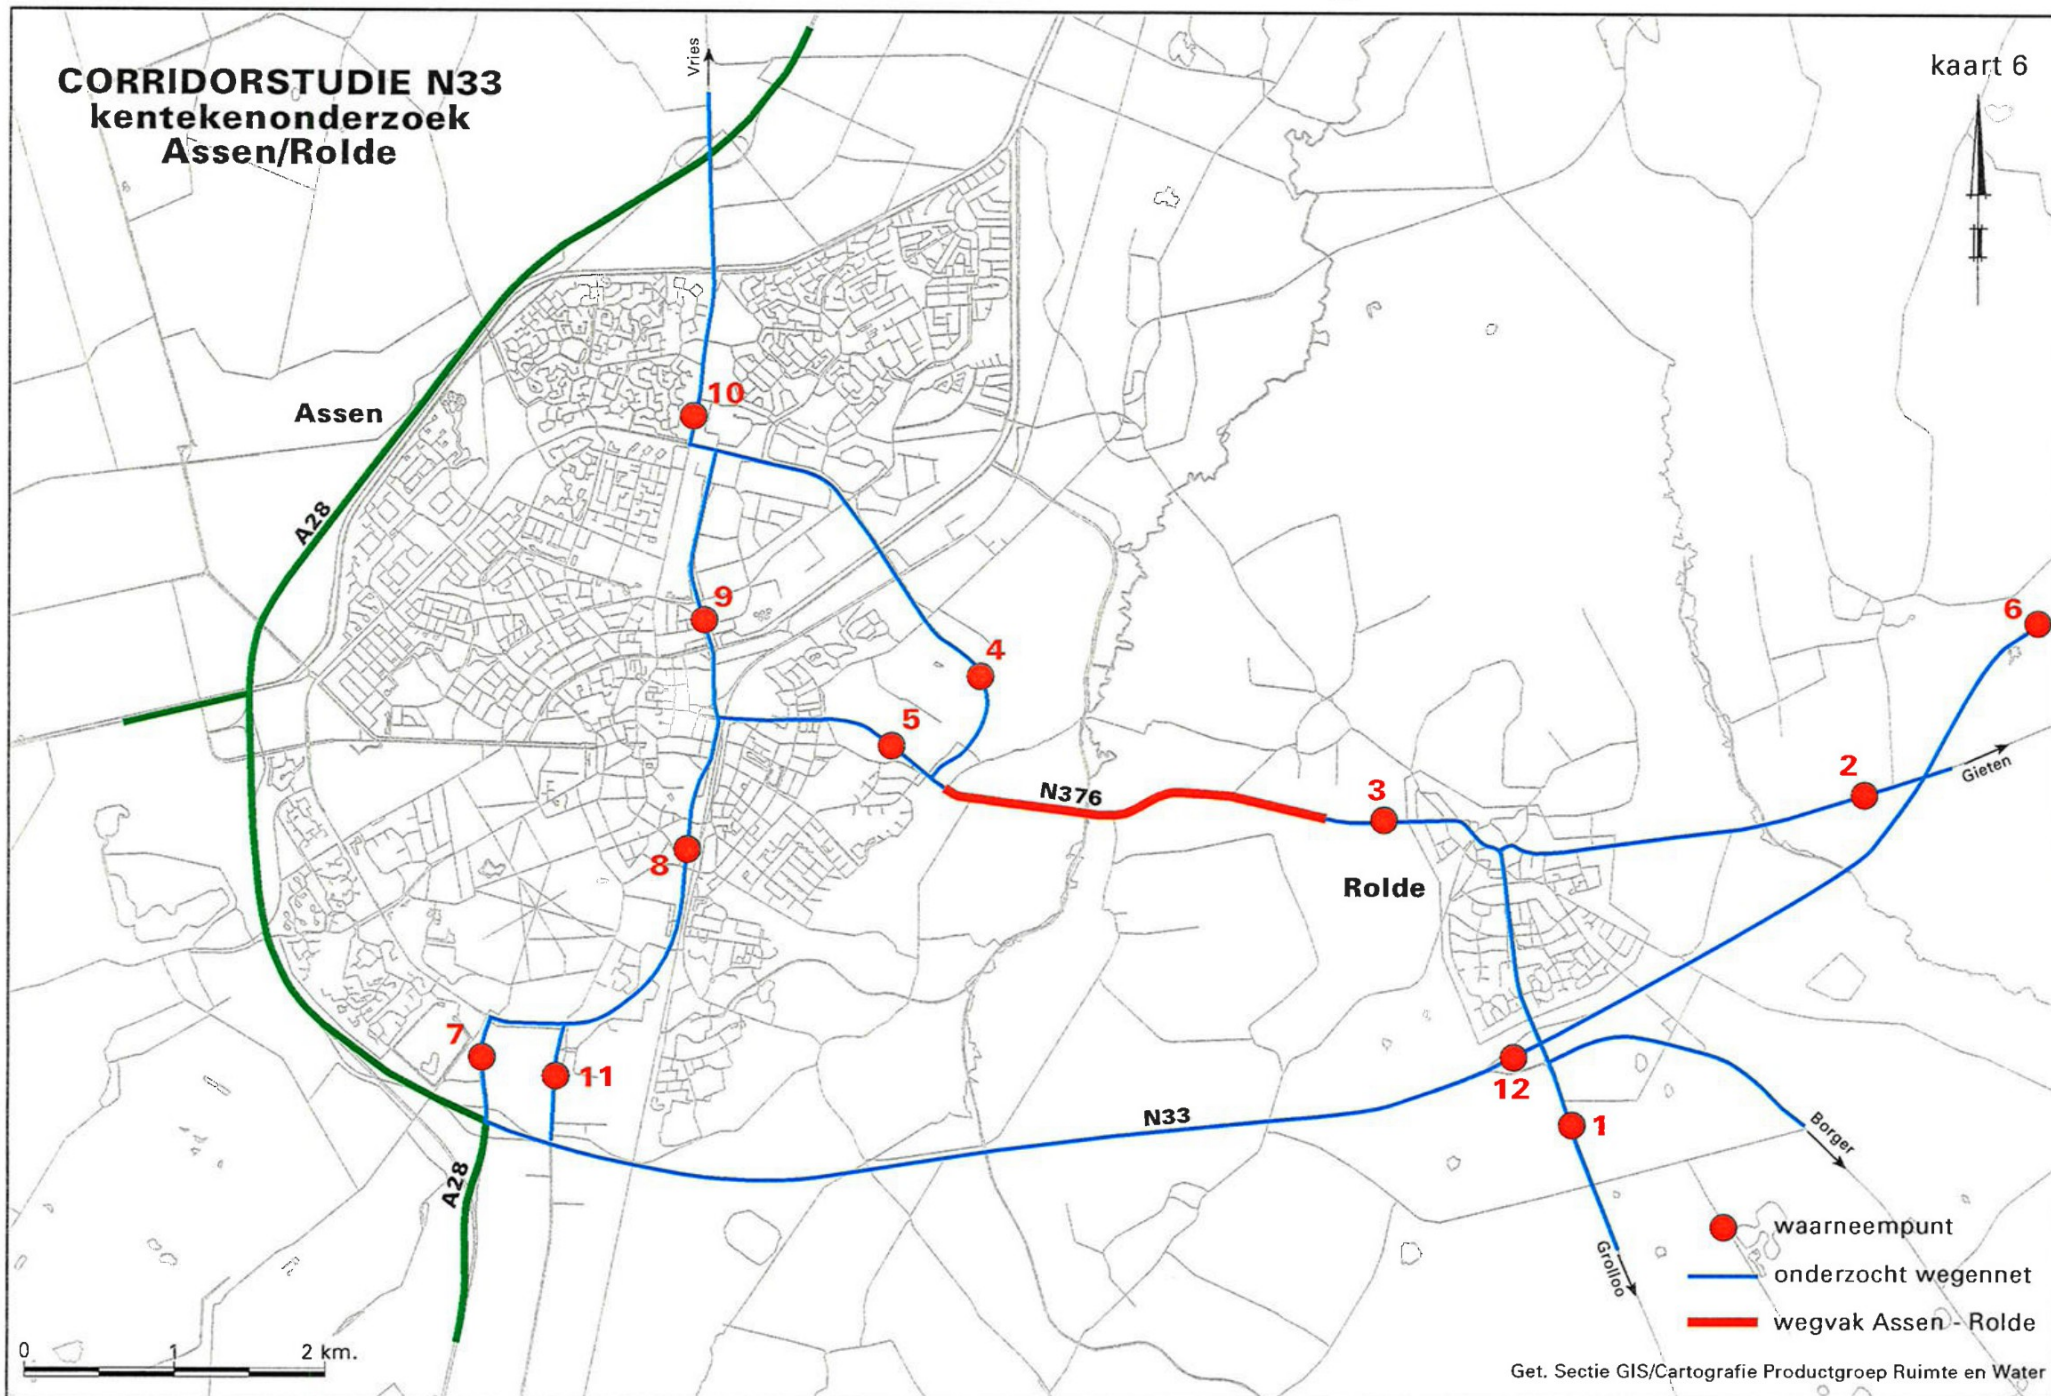 CORRIDORSTUDIE N33
kentekenonderzoek
Assen/Rolde
Vries
kaart 6
N
10
Assen
A28
9
4
6
5
N376
3
2
Gieten
8
Rolde
7
11
12
N33
1
Borger
A28
Grolloo
waarneempunt
onderzocht wegennet
wegvak Assen - Rolde
0 1 2 km.
Get. Sectie GIS/Cartografie Productgroep Ruimte en Water